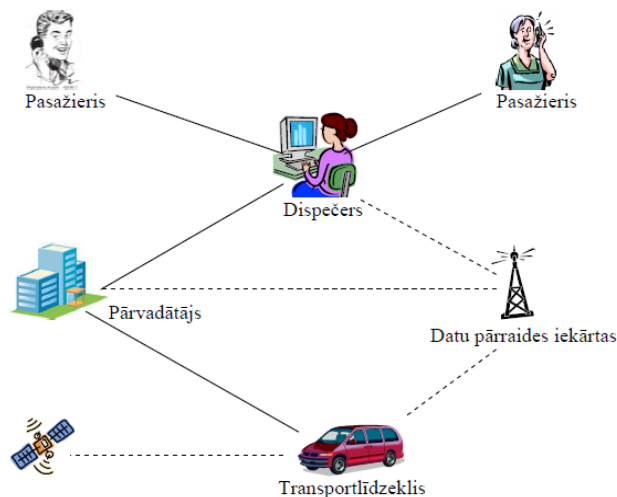 Pasažieris
Pasažieris
Dispečers
Pārvadātājs
Datu pārraides iekārtas
Transportlīdzeklis